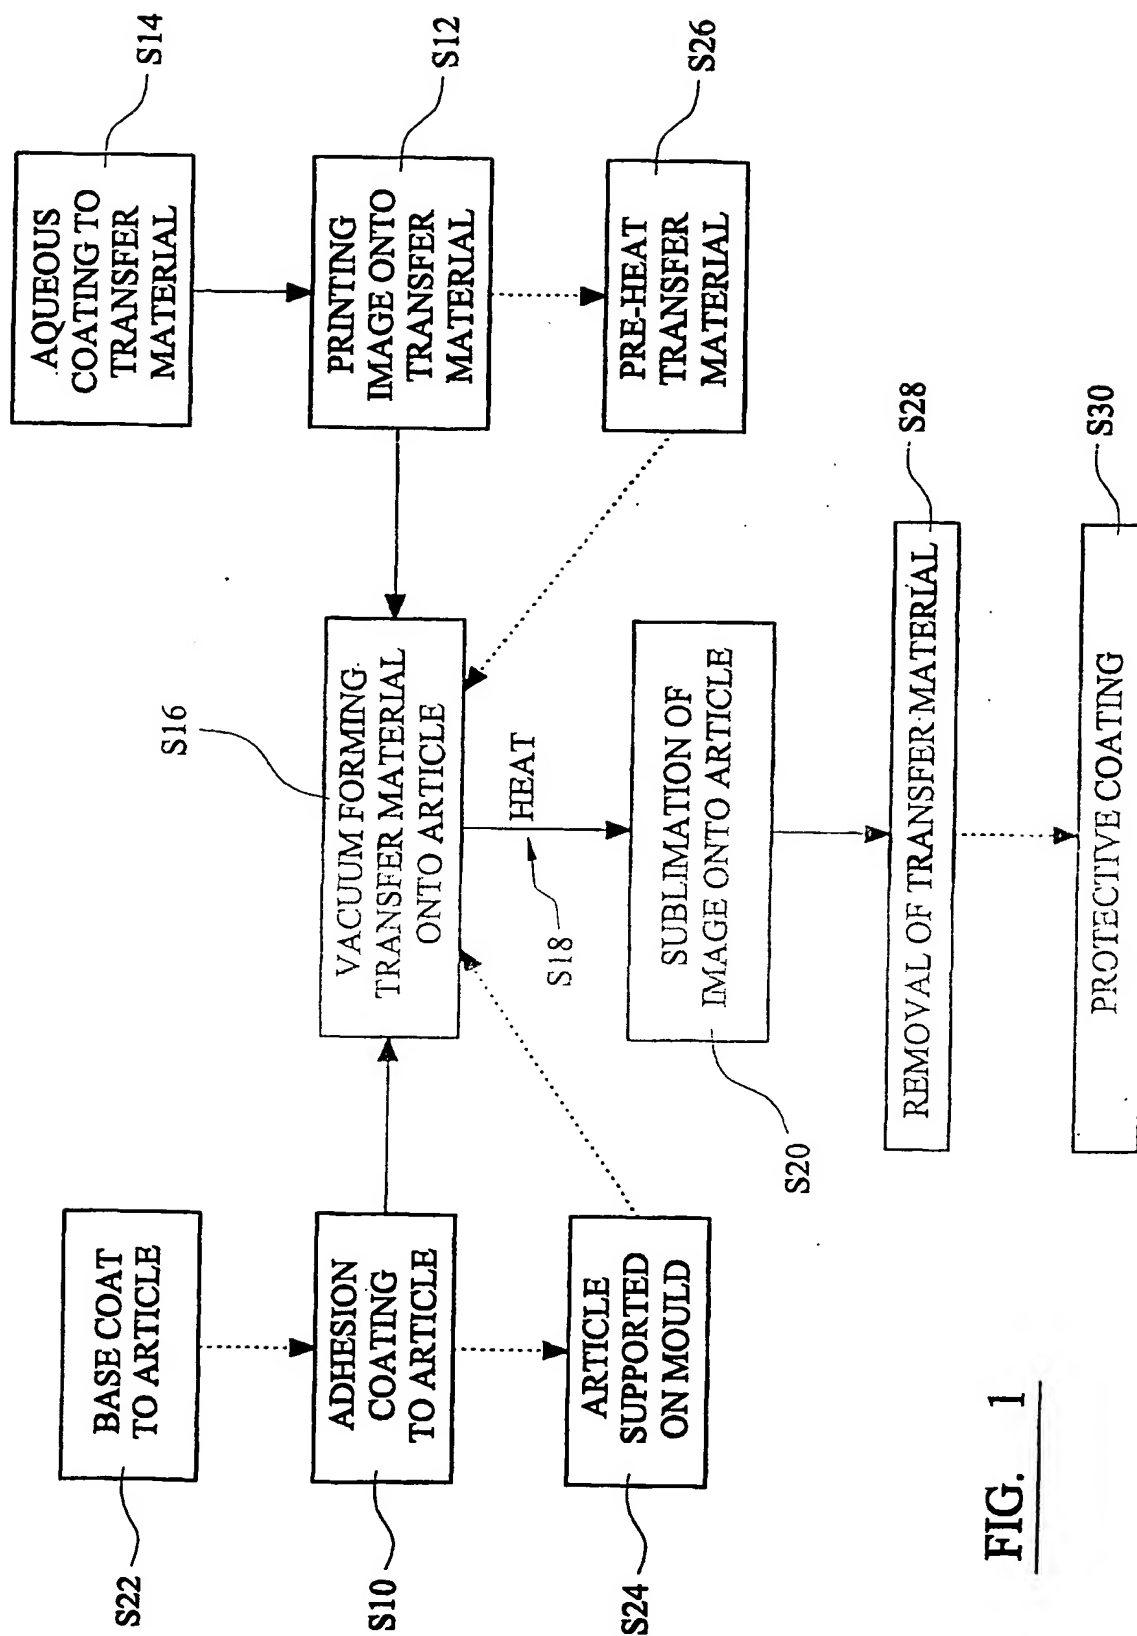 S22
BASE COAT
TO ARTICLE
S10
ADHESION
COATING
TO ARTICLE
S24
ARTICLE
SUPPORTED
ON MOULD
S16
VACUUM FORMING
TRANSFER MATERIAL
ONTO ARTICLE
S18
HEAT
S20
SUBLIMATION OF
IMAGE ONTO ARTICLE
REMOVAL OF TRANSFER MATERIAL
S28
PROTECTIVE COATING
S30
AQUEOUS
COATING TO
TRANSFER
MATERIAL
S14
PRINTING
IMAGE ONTO
TRANSFER
MATERIAL
S12
PRE-HEAT
TRANSFER
MATERIAL
S26
FIG. 1